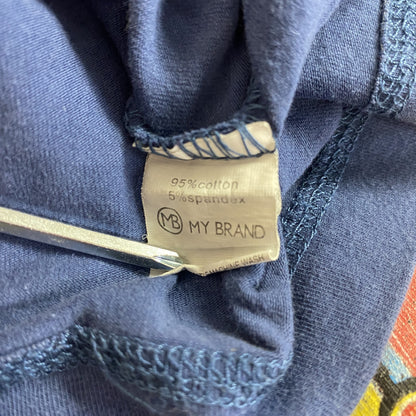 95% cotton
5% spandex
MB MY BRAND